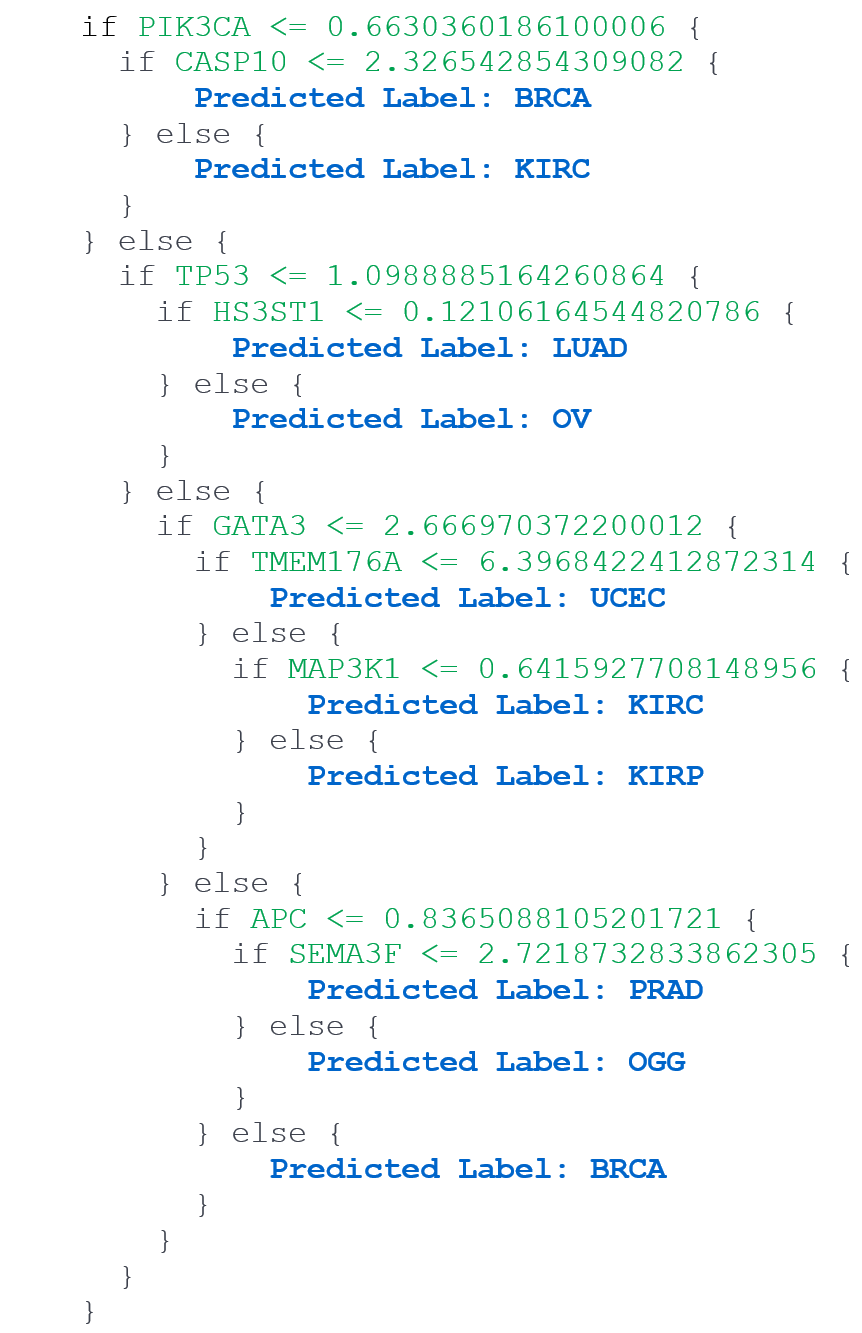 if PIK3CA <= 0.6630360186100006 {
if CASP10 <= 2.326542854309082 {
Predicted Label: BRCA
} else {
Predicted Label: KIRC
}
} else {
if TP53 <= 1.0988885164260864 {
if HS3ST1 <= 0.12106164544820786 {
Predicted Label: LUAD
} else {
Predicted Label: OV
}
} else {
if GATA3 <= 2.666970372200012 {
if TMEM176A <= 6.3968422412872314 {
Predicted Label: UCEC
} else {
if MAP3K1 <= 0.6415927708148956 {
Predicted Label: KIRC
} else {
Predicted Label: KIRP
}
}
} else {
if APC <= 0.8365088105201721 {
if SEMA3F <= 2.7218732833862305 {
Predicted Label: PRAD
} else {
Predicted Label: OGG
}
} else {
Predicted Label: BRCA
}
}
}
}